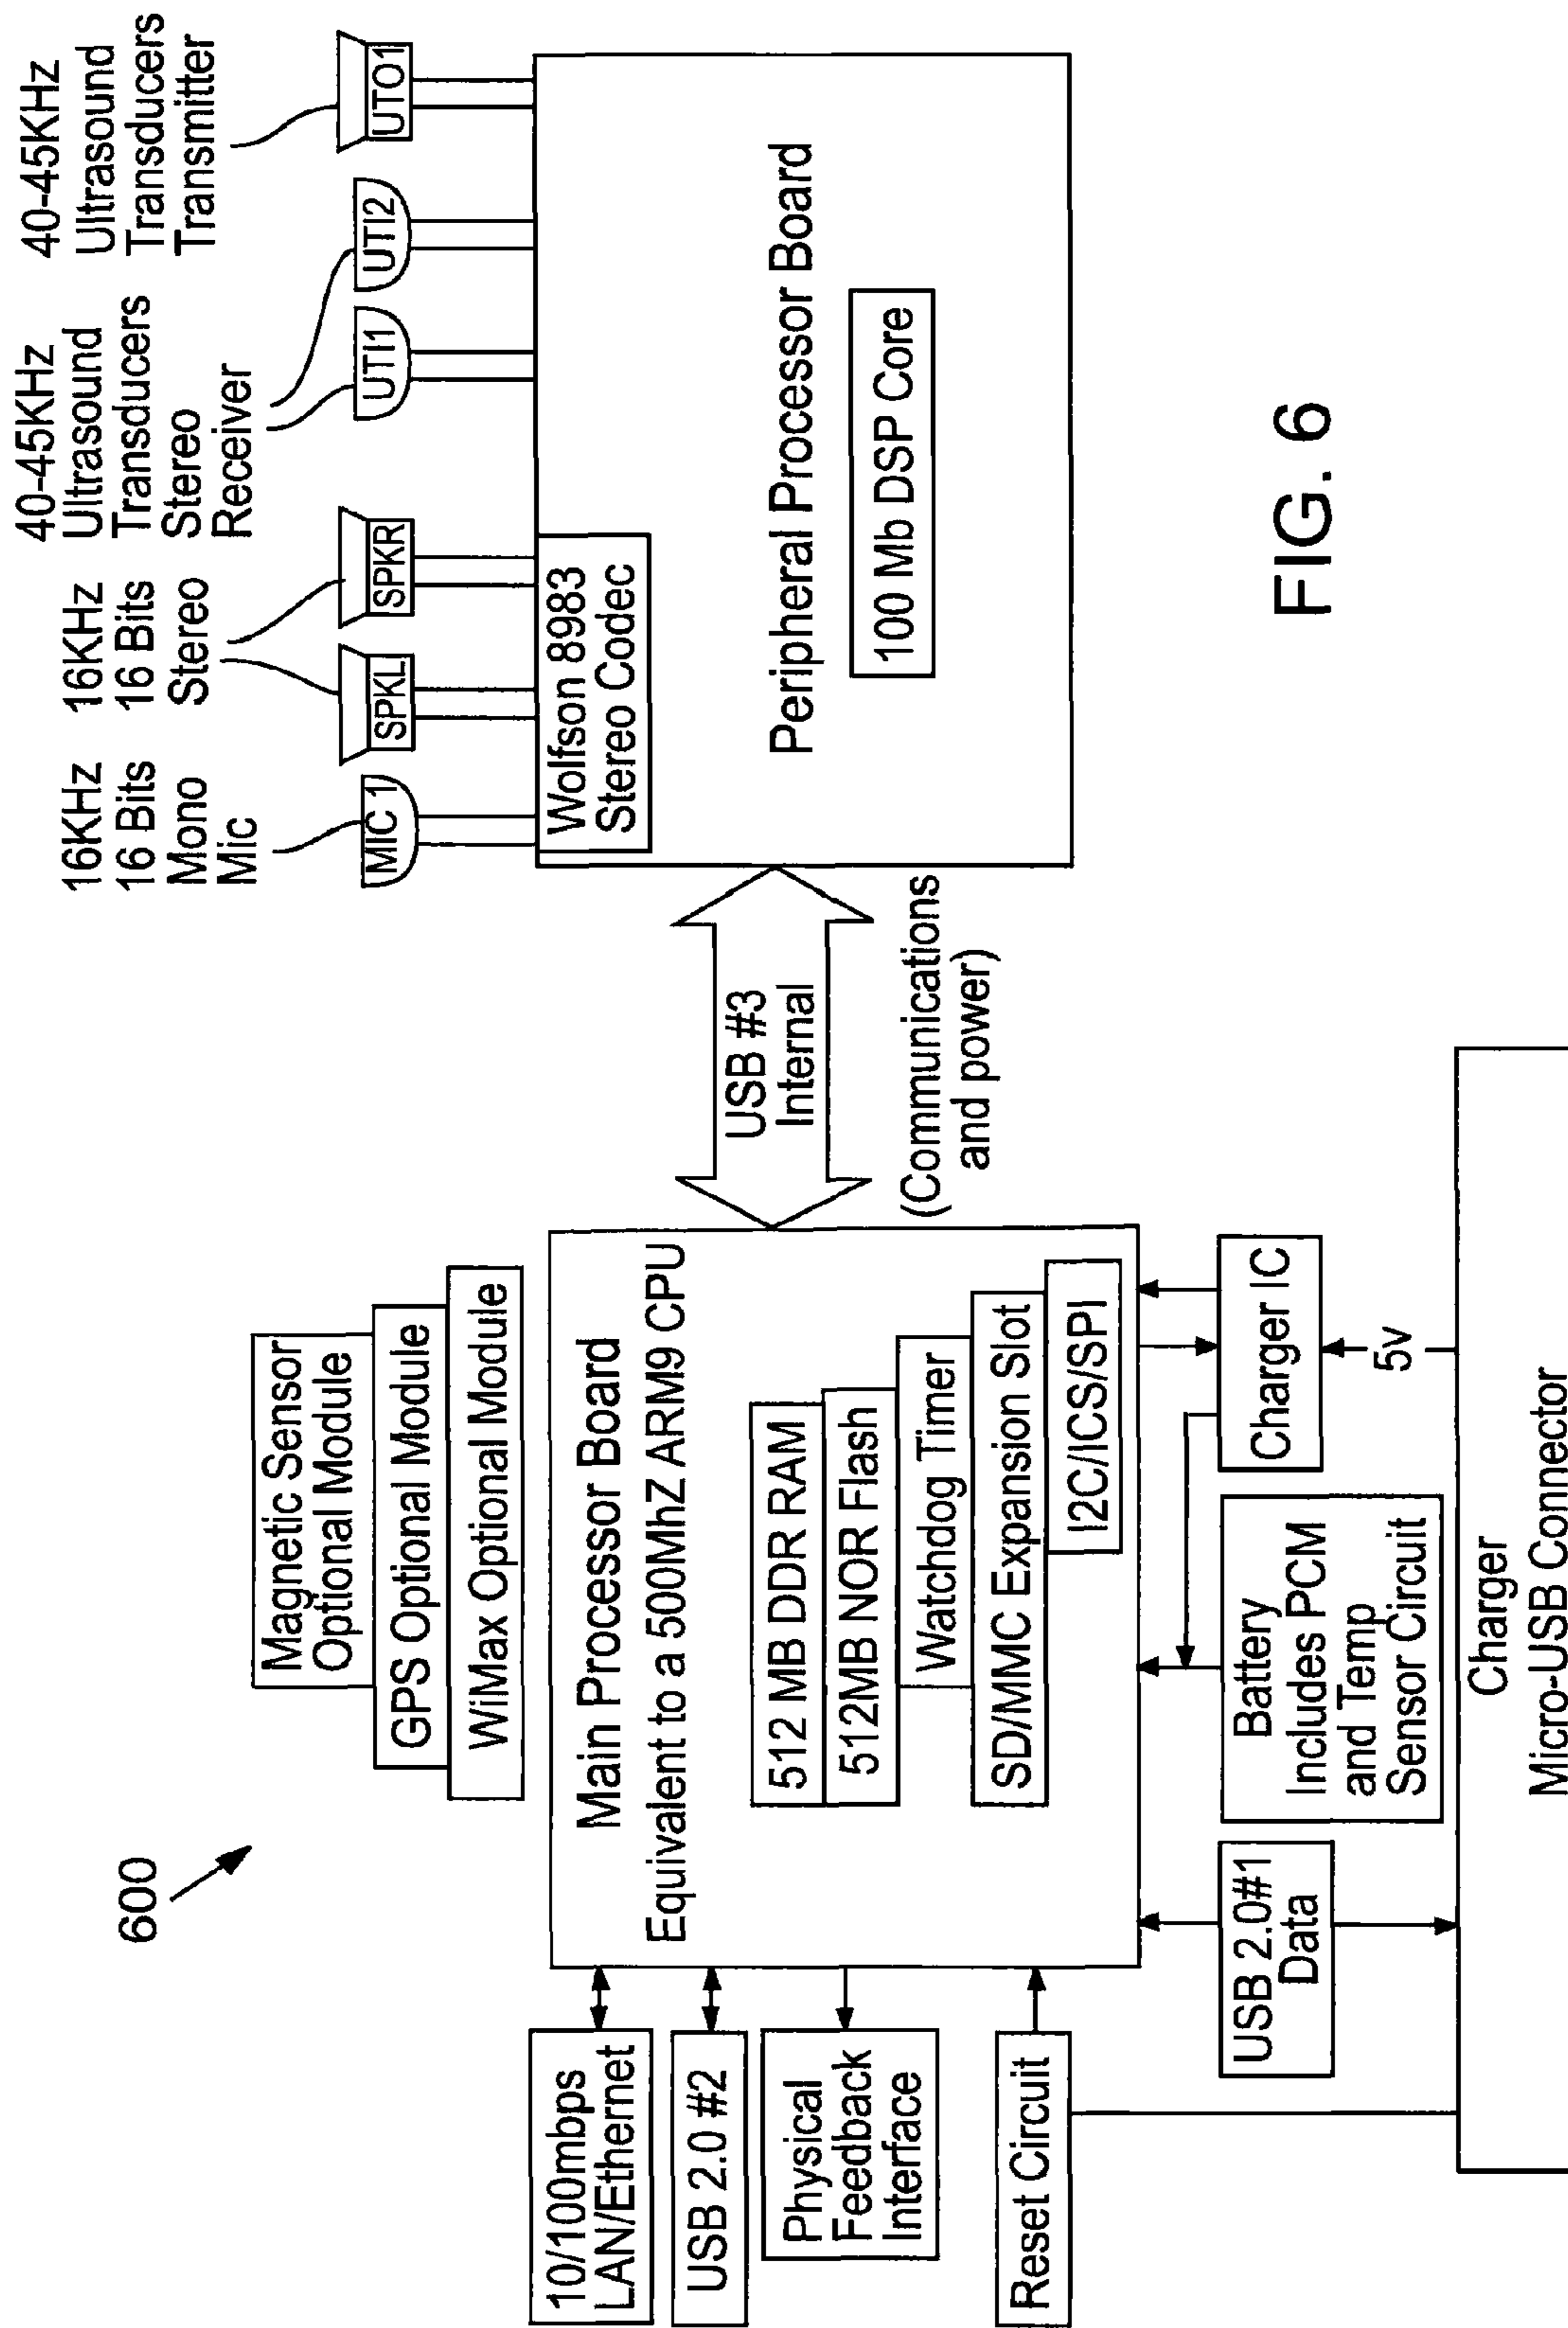 600
Magnetic Sensor
Optional Module
GPS Optional Module
WiMax Optional Module
10/100mbps
LAN/Ethernet
USB 2.0 #2
Physical
Feedback
Interface
Reset Circuit
Main Processor Board
Equivalent to a 500MhZ ARM9 CPU
512 MB DDR RAM
512MB NOR Flash
Watchdog Timer
SD/MMC Expansion Slot
I2C/ICS/SPI
USB 2.0#1
Data
Battery
Includes PCM
and Temp
Sensor Circuit
Charger IC
5v
Charger
Micro-USB Connector
USB #3
Internal
(Communications
and power)
16KHz
16 Bits
Mono
Mic
16KHz
16 Bits
Stereo
40-45KHz
Ultrasound
Transducers
Stereo
Receiver
40-45KHz
Ultrasound
Transducers
Transmitter
MIC 1
SPKL
SPKR
UTI1
UTI2
UTO1
Wolfson 8983
Stereo Codec
Peripheral Processor Board
100 Mb DSP Core
FIG. 6